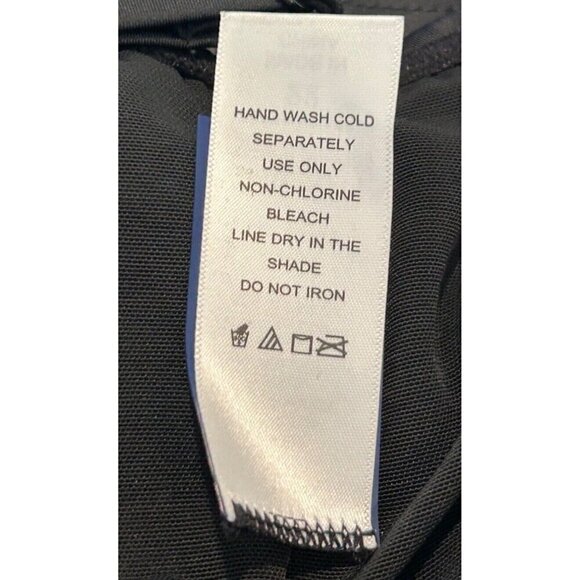 HAND WASH COLD
SEPARATELY
USE ONLY
NON-CHLORINE
BLEACH
LINE DRY IN THE
SHADE
DO NOT IRON